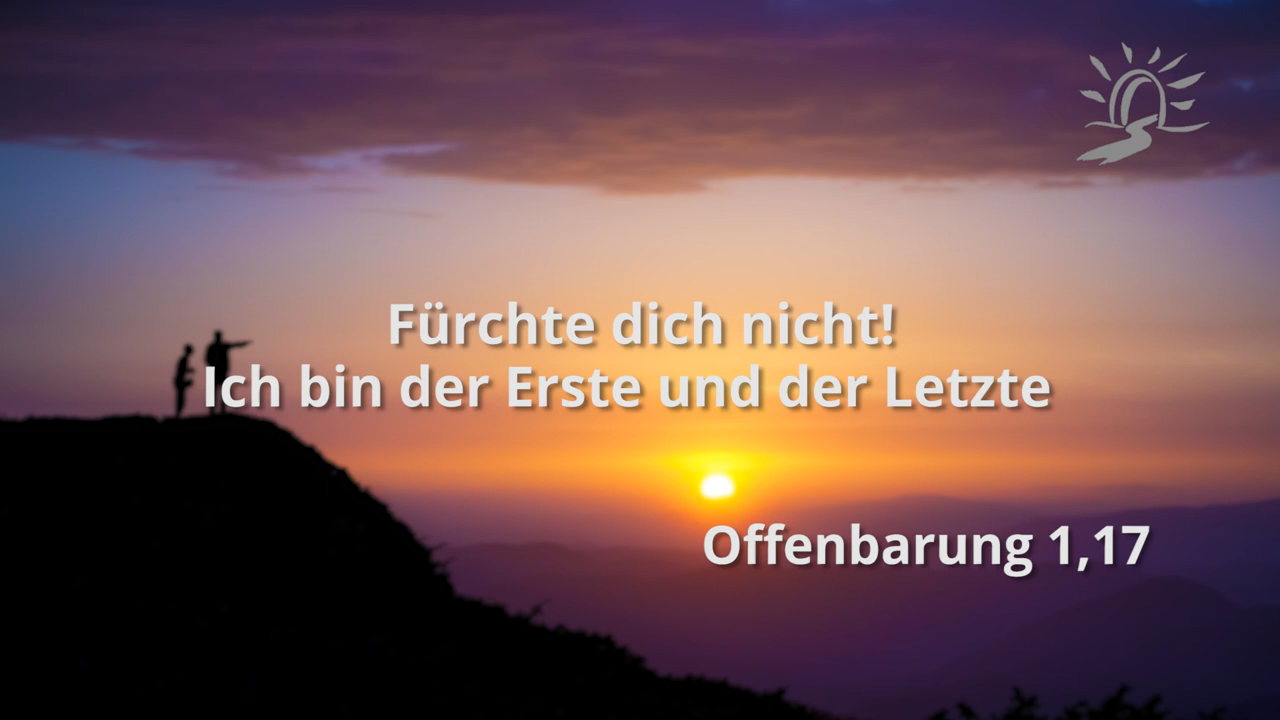 Fürchte dich nicht!
Ich bin der Erste und der Letzte
Offenbarung 1,17